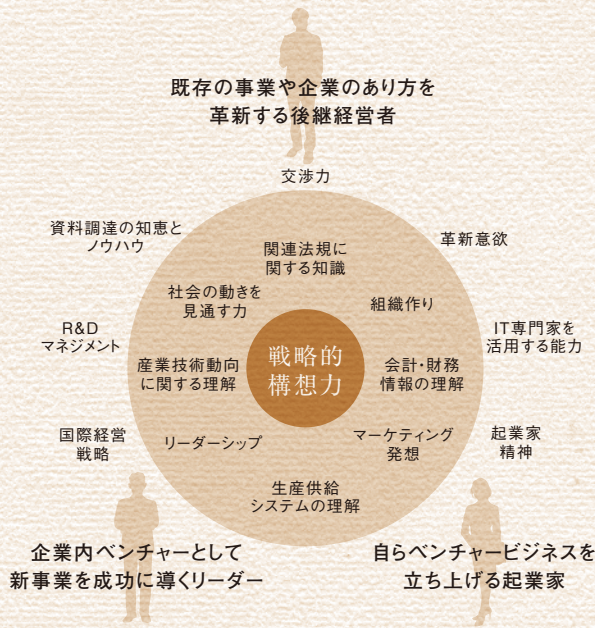 既存の事業や企業のあり方を
革新する後継経営者
交渉力
資料調達の知恵と
ノウハウ
革新意欲
関連法規に
関する知識
社会の動きを
見通す力
組織作り
R&D
マネジメント
IT専門家を
活用する能力
産業技術動向
に関する理解
戦略的
構想力
会計・財務
情報の理解
国際経営
戦略
リーダーシップ
マーケティング
発想
起業家
精神
生産供給
システムの理解
企業内ベンチャーとして
新事業を成功に導くリーダー
自らベンチャービジネスを
立ち上げる起業家